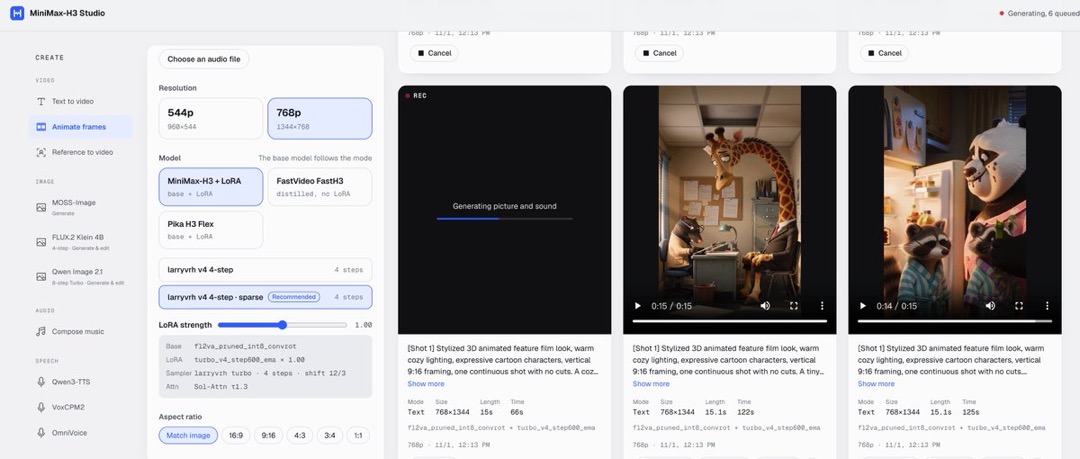 MiniMax-H3 Studio
Generating, 6 queued
CREATE
VIDEO
Text to video
Animate frames
Reference to video
IMAGE
MOSS-Image
Generate
FLUX.2 Klein 4B
4-step · Generate & edit
Qwen Image 2.1
8-step Turbo · Generate & edit
AUDIO
Compose music
SPEECH
Qwen3-TTS
VoxCPM2
OmniVoice
Choose an audio file
Resolution
544p
960×544
768p
1344×768
Model
The base model follows the mode
MiniMax-H3 + LoRA
base + LoRA
FastVideo FastH3
distilled, no LoRA
Pika H3 Flex
base + LoRA
larryvrh v4 4-step
4 steps
larryvrh v4 4-step · sparse
Recommended
4 steps
LoRA strength
1.00
Base fl2va_pruned_int8_convrot
LoRA turbo_v4_step600_ema × 1.00
Sampler larryvrh turbo · 4 steps · shift 12/3
Attn Sol-Attn τ1.3
Aspect ratio
Match image
16:9
9:16
4:3
3:4
1:1
768p · 11/1, 12:13 PM
Cancel
REC
Generating picture and sound
[Shot 1] Stylized 3D animated feature film look, warm
cozy lighting, expressive cartoon characters, vertical
9:16 framing, one continuous shot with no cuts. A coz...
Show more
Mode Size Length Time
Text 768×1344 15s 66s
fl2va_pruned_int8_convrot + turbo_v4_step600_ema
768p · 11/1, 12:13 PM
768p · 11/1, 12:13 PM
Cancel
0:15 / 0:15
[Shot 1] Stylized 3D animated feature film look, warm
cozy lighting, expressive cartoon characters, vertical
9:16 framing, one continuous shot with no cuts. A tiny...
Show more
Mode Size Length Time
Text 768×1344 15.1s 122s
fl2va_pruned_int8_convrot + turbo_v4_step600_ema
768p · 11/1, 12:13 PM
768p · 11/1, 12:13 PM
Cancel
0:14 / 0:15
[Shot 1] Stylized 3D animated feature film look, warm
cozy lighting, expressive cartoon characters, vertical
9:16 framing, one continuous shot with no cuts....
Show more
Mode Size Length Time
Text 768×1344 15.1s 125s
fl2va_pruned_int8_convrot + turbo_v4_step600_ema
768p · 11/1, 12:13 PM